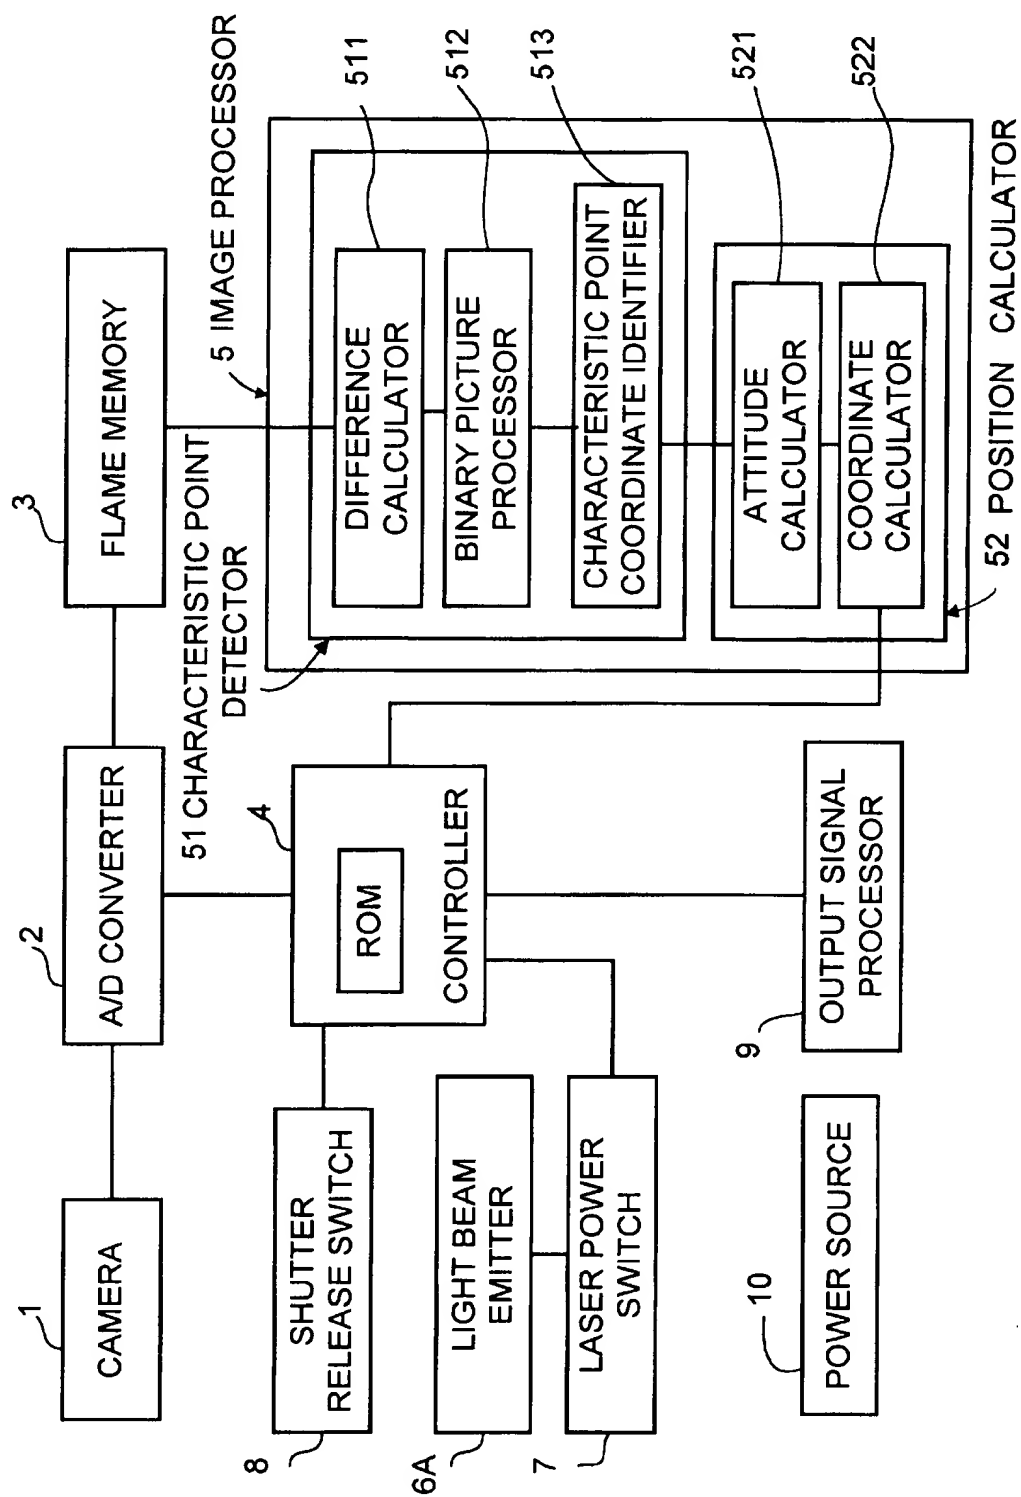 1
CAMERA
2
A/D CONVERTER
3
FLAME MEMORY
8
SHUTTER
RELEASE SWITCH
4
ROM
CONTROLLER
6A
LIGHT BEAM
EMITTER
7
LASER POWER
SWITCH
9
OUTPUT SIGNAL
PROCESSOR
10
POWER SOURCE
5 IMAGE PROCESSOR
51 CHARACTERISTIC POINT
DETECTOR
DIFFERENCE
CALCULATOR
511
BINARY PICTURE
PROCESSOR
512
CHARACTERISTIC POINT
COORDINATE IDENTIFIER
513
ATTITUDE
CALCULATOR
521
COORDINATE
CALCULATOR
522
52 POSITION CALCULATOR